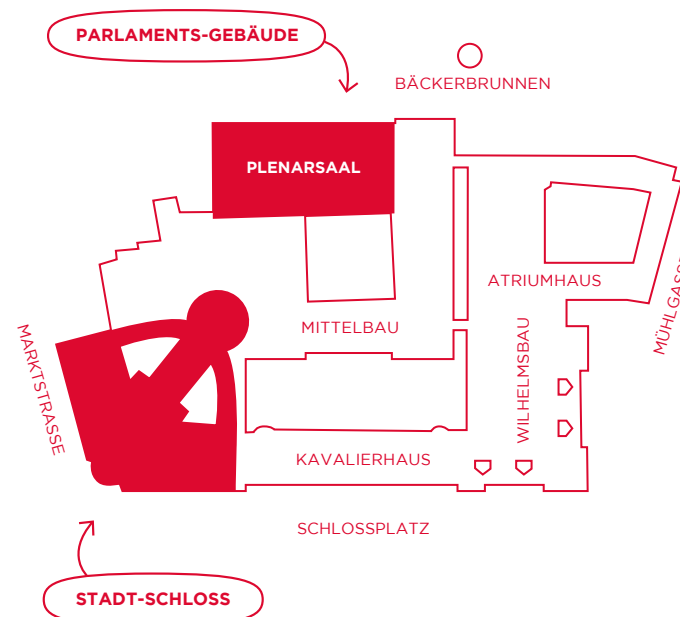 PARLAMENTS-GEBÄUDE
BÄCKERBRUNNEN
PLENARSAAL
ATRIUMHAUS
MITTELBAU
MARKTSTRASSE
WILHELMSBAU
KAVALIERHAUS
SCHLOSSPLATZ
STADT-SCHLOSS